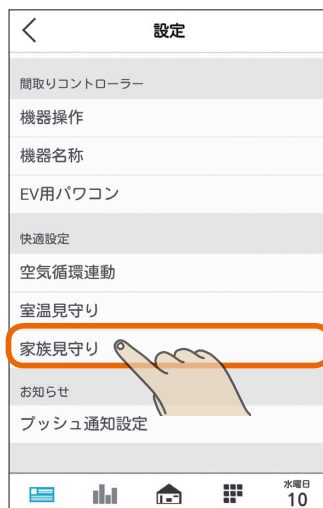 設定
間取りコントローラー
機器操作
機器名称
EV用パワコン
快適設定
空気循環連動
室温見守り
家族見守り
お知らせ
プッシュ通知設定
水曜日
10